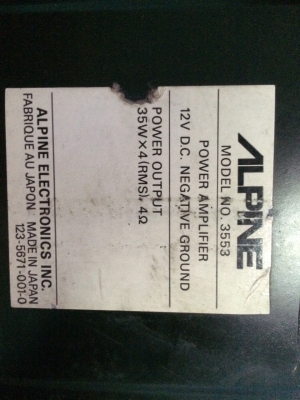 ALPINE
MODEL NO. 3553
POWER AMPLIFIER
12V D.C. NEGATIVE GROUND
POWER OUTPUT
35W×4(RMS), 4Ω
ALPINE ELECTRONICS INC.
FABRIQUE AU JAPON MADE IN JAPAN
123-5671-001-0